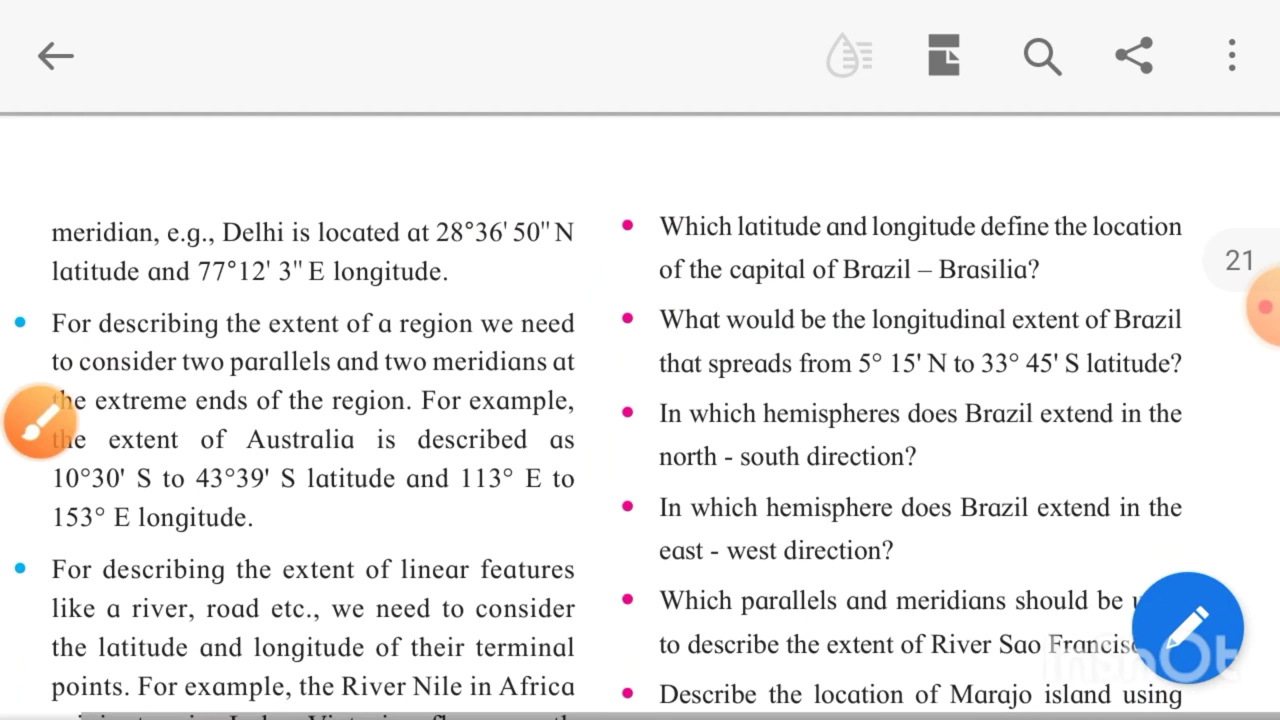 meridian, e.g., Delhi is located at 28°36' 50" N
latitude and 77°12' 3" E longitude.
For describing the extent of a region we need
to consider two parallels and two meridians at
the extreme ends of the region. For example,
the extent of Australia is described as
10°30' S to 43°39' S latitude and 113° E to
153° E longitude.
For describing the extent of linear features
like a river, road etc., we need to consider
the latitude and longitude of their terminal
points. For example, the River Nile in Africa
Which latitude and longitude define the location
of the capital of Brazil – Brasilia?
What would be the longitudinal extent of Brazil
that spreads from 5° 15' N to 33° 45' S latitude?
In which hemispheres does Brazil extend in the
north - south direction?
In which hemisphere does Brazil extend in the
east - west direction?
Which parallels and meridians should be
to describe the extent of River Sao
Describe the location of Marajo island using
21